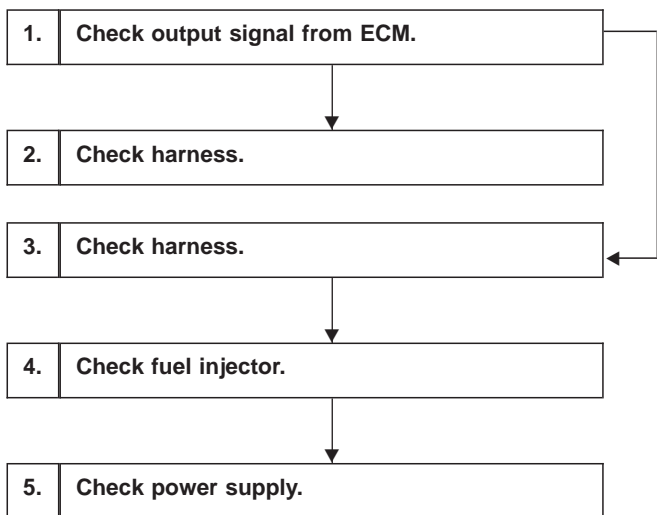 1. Check output signal from ECM.
2. Check harness.
3. Check harness.
4. Check fuel injector.
5. Check power supply.